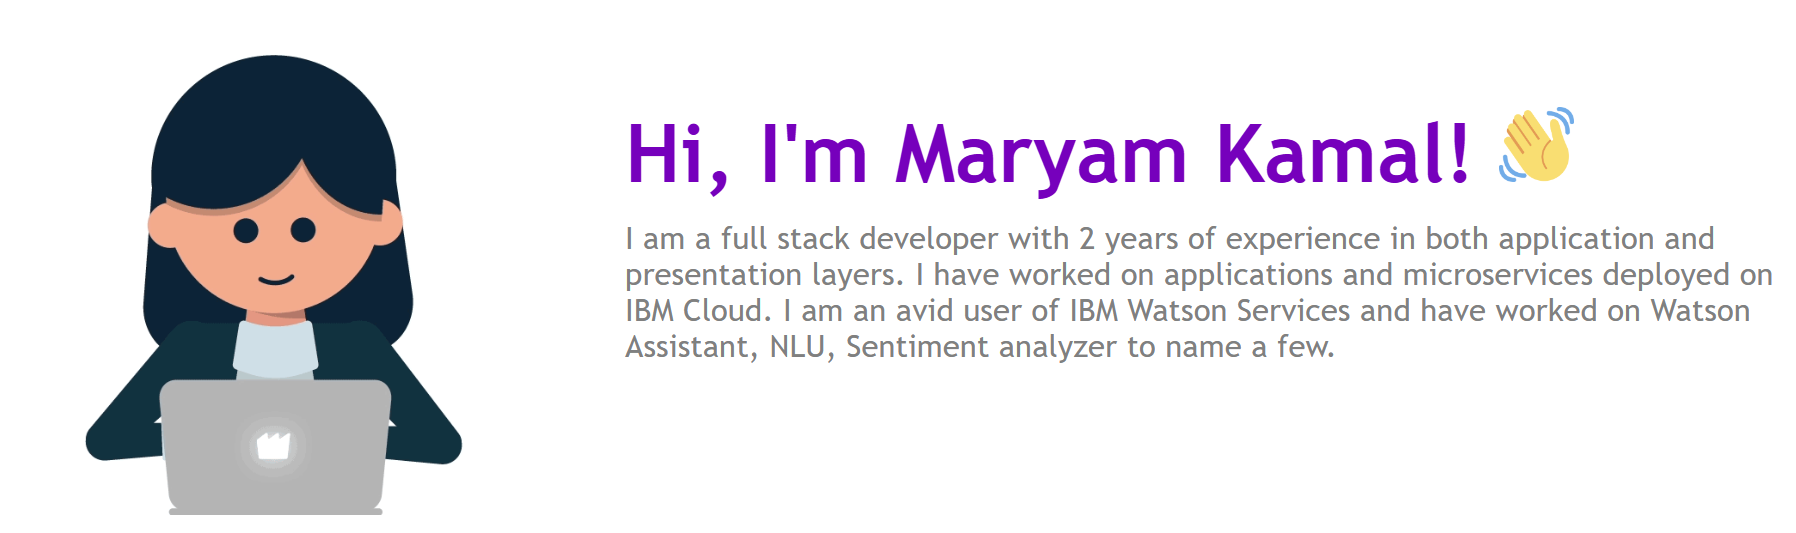 Hi, I'm Maryam Kamal! 👋
I am a full stack developer with 2 years of experience in both application and
presentation layers. I have worked on applications and microservices deployed on
IBM Cloud. I am an avid user of IBM Watson Services and have worked on Watson
Assistant, NLU, Sentiment analyzer to name a few.